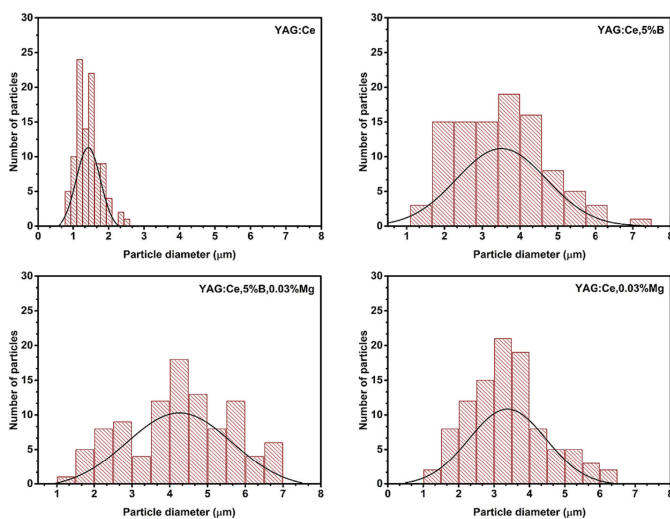 YAG:Ce
Number of particles
30
25
20
15
10
5
0
0 1 2 3 4 5 6 7 8
Particle diameter (μm)
YAG:Ce,5%B
Number of particles
30
25
20
15
10
5
0
1 2 3 4 5 6 7 8
Particle diameter (μm)
YAG:Ce,5%B,0.03%Mg
Number of particles
30
25
20
15
10
5
0
0 1 2 3 4 5 6 7 8
Particle diameter (μm)
YAG:Ce,0.03%Mg
Number of particles
30
25
20
15
10
5
0
0 1 2 3 4 5 6 7 8
Particle diameter (μm)